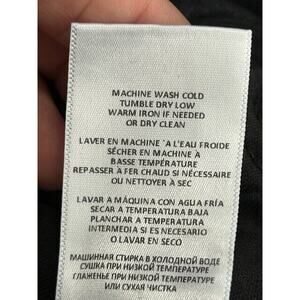 MACHINE WASH COLD
TUMBLE DRY LOW
WARM IRON IF NEEDED
OR DRY CLEAN
LAVER EN MACHINE `A L'EAU FROIDE
SÉCHER EN MACHINE À
BASSE TEMPÉRATURE
REPASSER À FER CHAUD SI NÉCESSAIRE
OU NETTOYER À SEC
LAVAR A MÁQUINA CON AGUA FRÍA
SECAR A TEMPERATURA BAJA
PLANCHAR A TEMPERATURA
INTERMEDIA SI ES NECESARIO
O LAVAR EN SECO
МАШИННАЯ СТИРКА В ХОЛОДНОЙ ВОДЕ
СУШКА ПРИ НИЗКОЙ ТЕМПЕРАТУРЕ
ГЛАЖЕНЬЕ ПРИ НИЗКОЙ ТЕМПЕРАТУРЕ
ИЛИ СУХАЯ ЧИСТКА